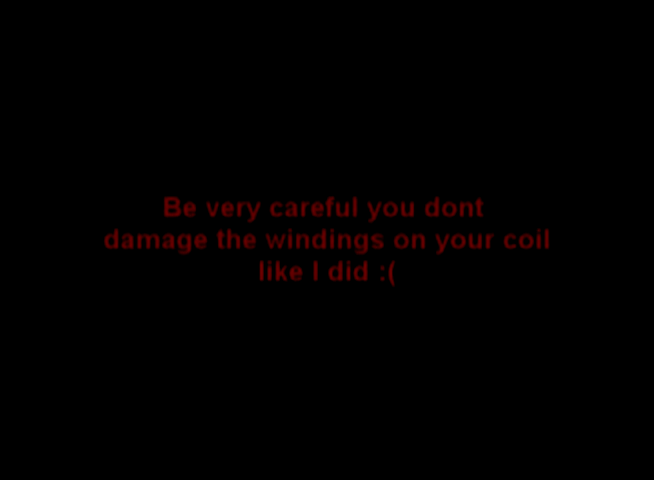 Be very careful you dont
damage the windings on your coil
like I did :(